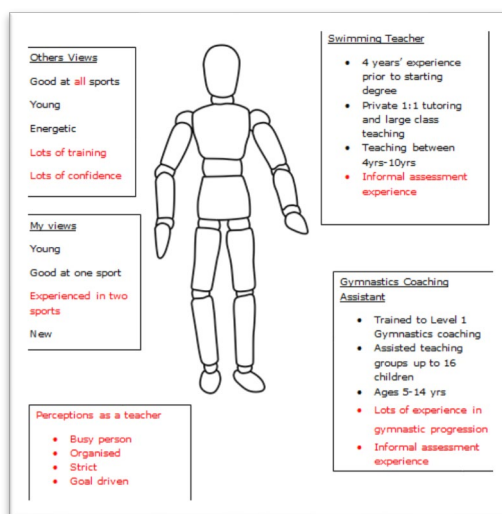 Others Views
Good at all sports
Young
Energetic
Lots of training
Lots of confidence
My views
Young
Good at one sport
Experienced in two
sports
New
Perceptions as a teacher
• Busy person
• Organised
• Strict
• Goal driven
Swimming Teacher
• 4 years’ experience
prior to starting
degree
• Private 1:1 tutoring
and large class
teaching
• Teaching between
4yrs-10yrs
• Informal assessment
experience
Gymnastics Coaching
Assistant
• Trained to Level 1
Gymnastics coaching
• Assisted teaching
groups up to 16
children
• Ages 5-14 yrs
• Lots of experience in
gymnastic progression
• Informal assessment
experience